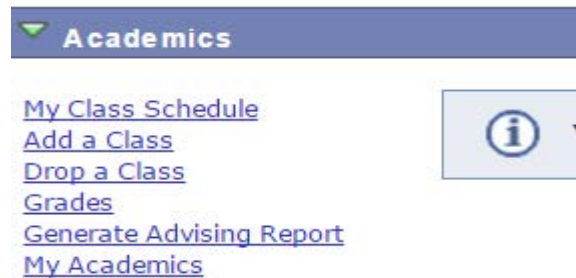 Academics
My Class Schedule
Add a Class
Drop a Class
Grades
Generate Advising Report
My Academics